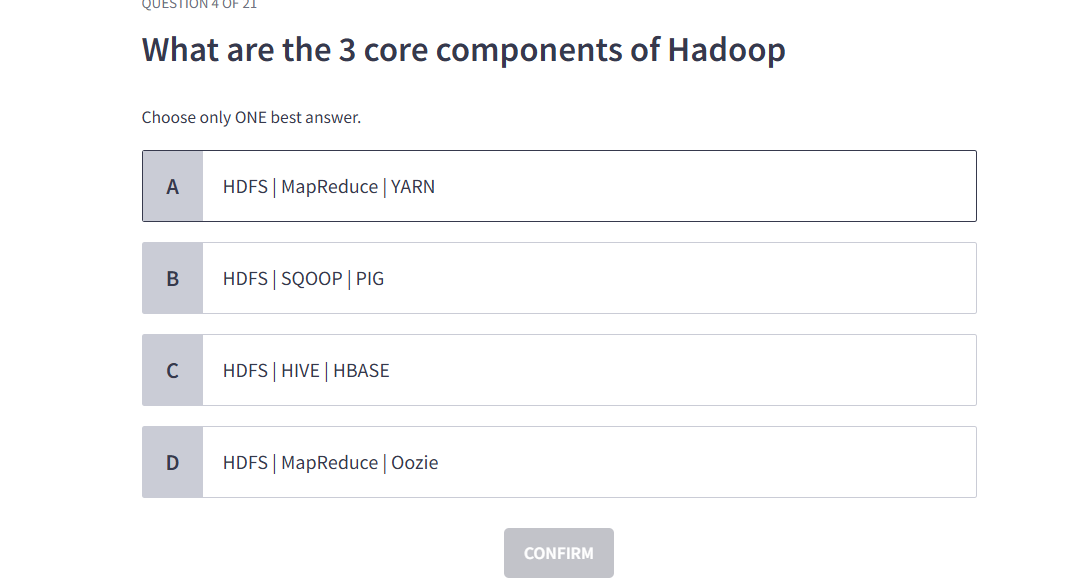 QUESTION 4 OF 21
What are the 3 core components of Hadoop
Choose only ONE best answer.
A HDFS | MapReduce | YARN
B HDFS | SQOOP | PIG
C HDFS | HIVE | HBASE
D HDFS | MapReduce | Oozie
CONFIRM